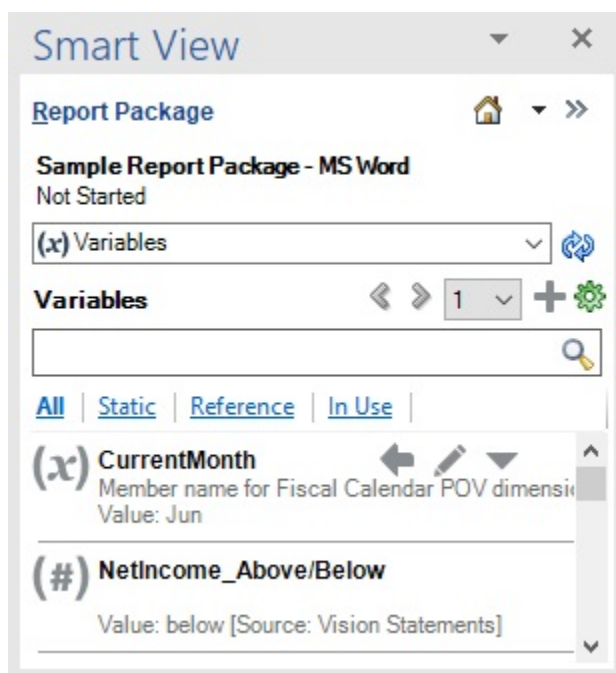 Smart View
Report Package
Sample Report Package - MS Word
Not Started
(x) Variables
Variables 1
All Static Reference In Use
(x) CurrentMonth
Member name for Fiscal Calendar POV dimensi
Value: Jun
(#) NetIncome_Above/Below
Value: below [Source: Vision Statements]